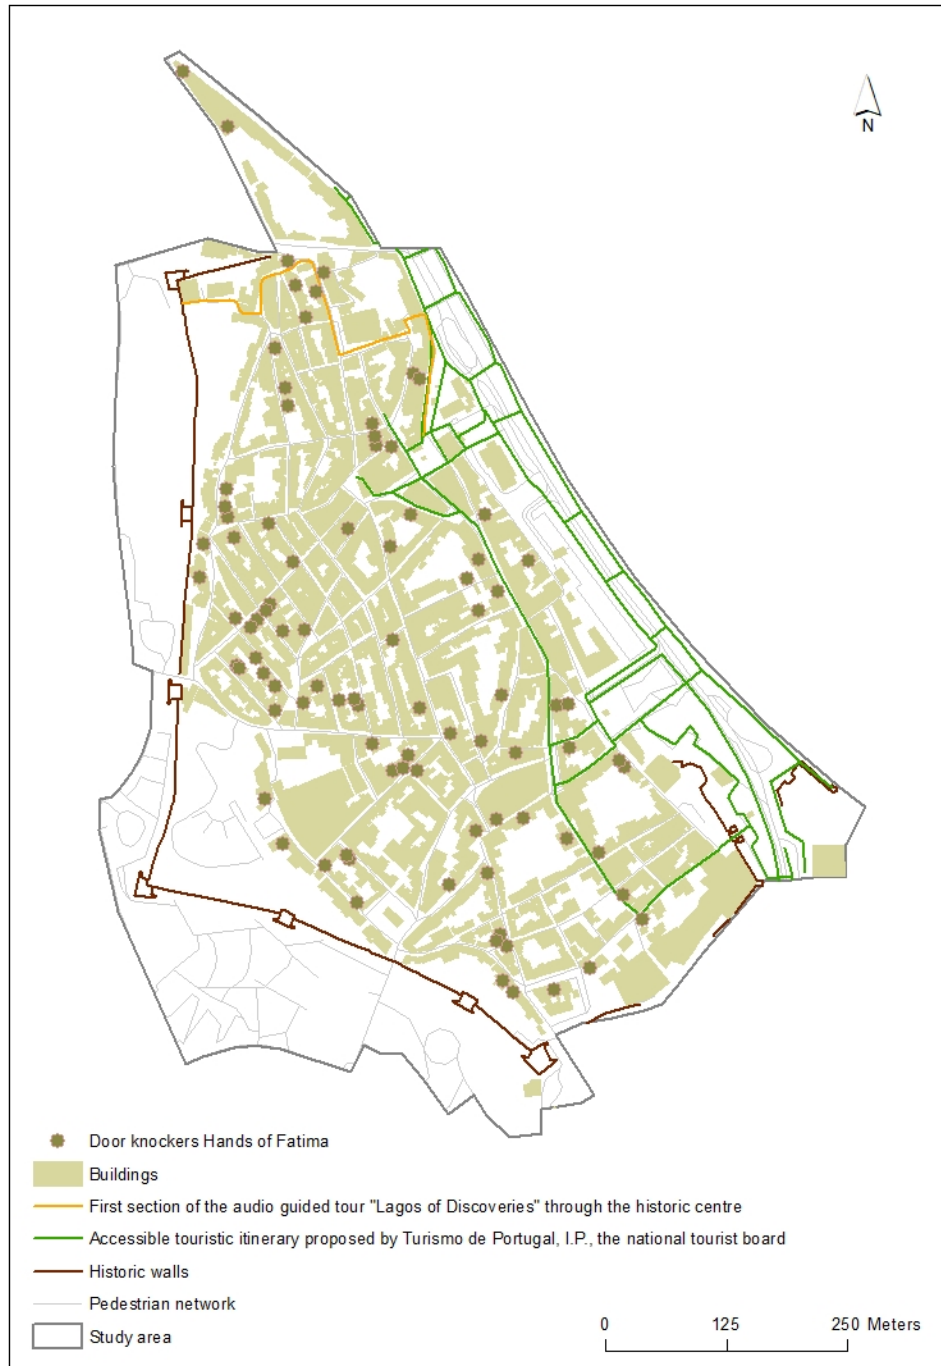 N
Door knockers Hands of Fatima
Buildings
First section of the audio guided tour "Lagos of Discoveries" through the historic centre
Accessible touristic itinerary proposed by Turismo de Portugal, I.P., the national tourist board
Historic walls
Pedestrian network
Study area
0 125 250 Meters